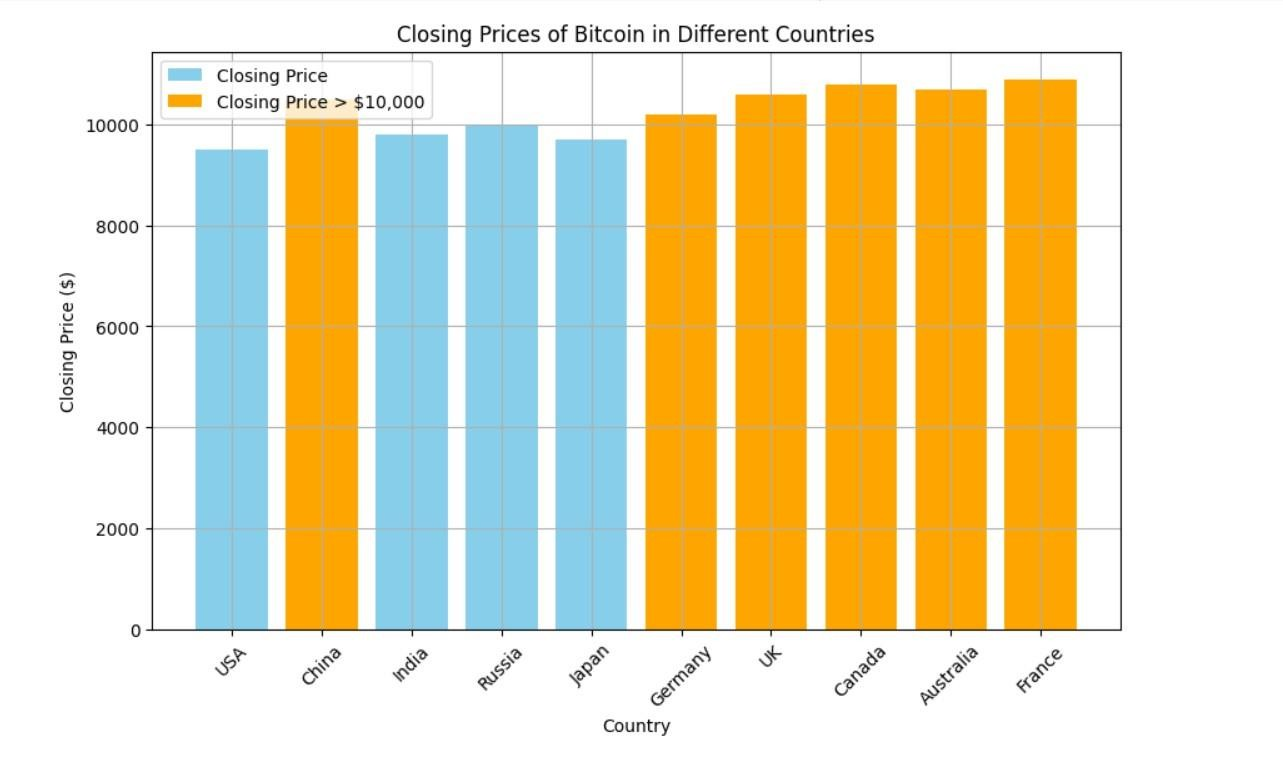 Closing Prices of Bitcoin in Different Countries
Closing Price
Closing Price > $10,000
10000
8000
6000
4000
2000
0
Closing Price ($)
USA
China
India
Russia
Japan
Germany
UK
Canada
Australia
France
Country